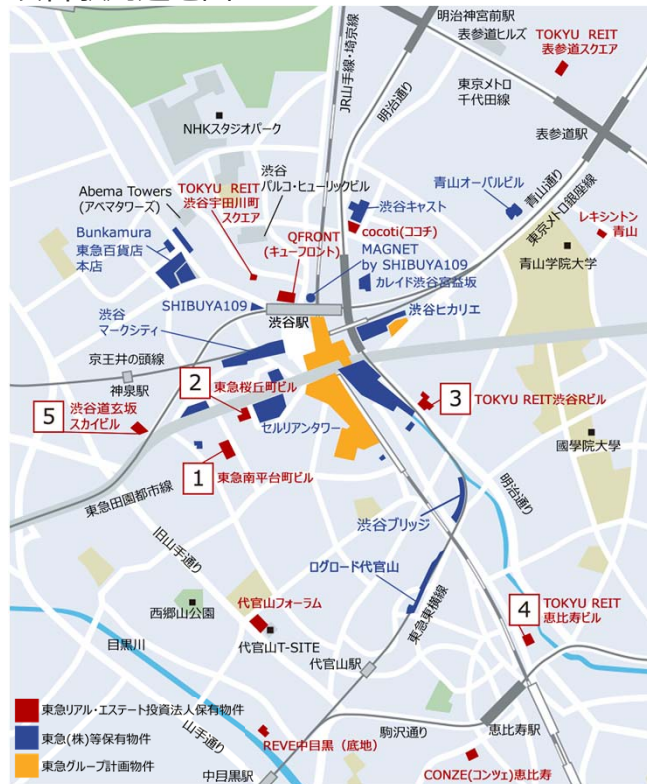 明治神宮前駅
表参道ヒルズ
TOKYU REIT
表参道スクエア
JR山手線・埼京線
明治通り
東京メトロ
千代田線
表参道駅
NHKスタジオパーク
渋谷
パルコ・ヒューリックビル
青山通り
東京メトロ銀座線
Abema Towers
(アベマタワーズ)
TOKYU REIT
渋谷宇田川町
スクエア
青山オーバルビル
渋谷キャスト
レキシントン
青山
Bunkamura
東急百貨店
本店
QFRONT
(キューフロント)
cocoti(ココチ)
MAGNET
by SHIBUYA109
青山学院大学
カレイド渋谷宮益坂
SHIBUYA109
渋谷駅
渋谷ヒカリエ
渋谷
マークシティ
京王井の頭線
神泉駅
2
東急桜丘町ビル
3
TOKYU REIT渋谷Rビル
5
渋谷道玄坂
スカイビル
セルリアンタワー
國學院大學
1
東急南平台町ビル
東急田園都市線
明治通り
渋谷ブリッジ
旧山手通り
ログロード代官山
東急東横線
西郷山公園
代官山フォーラム
4
TOKYU REIT
恵比寿ビル
目黒川
代官山T-SITE
代官山駅
東急リアル・エステート投資法人保有物件
東急(株)等保有物件
東急グループ計画物件
山手通り
駒沢通り
恵比寿駅
REVE中目黒（底地）
中目黒駅
CONZE(コンツェ)恵比寿